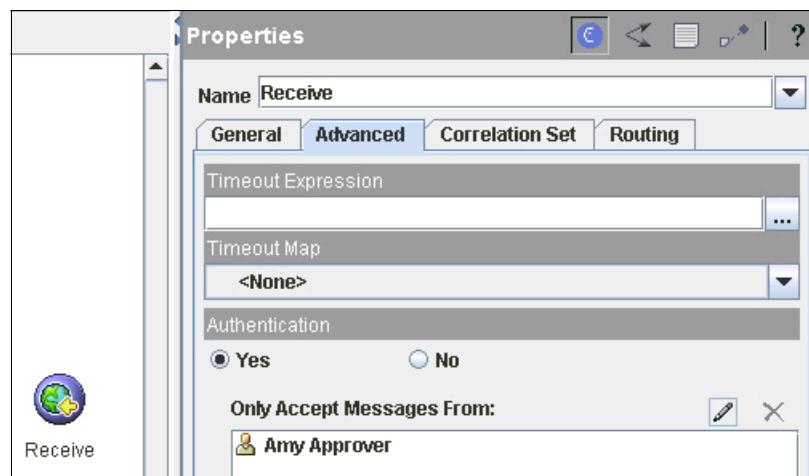 Properties
?
Name Receive
General Advanced Correlation Set Routing
Timeout Expression
...
Timeout Map
<None>
Authentication
Yes No
Only Accept Messages From:
Amy Approver
Receive